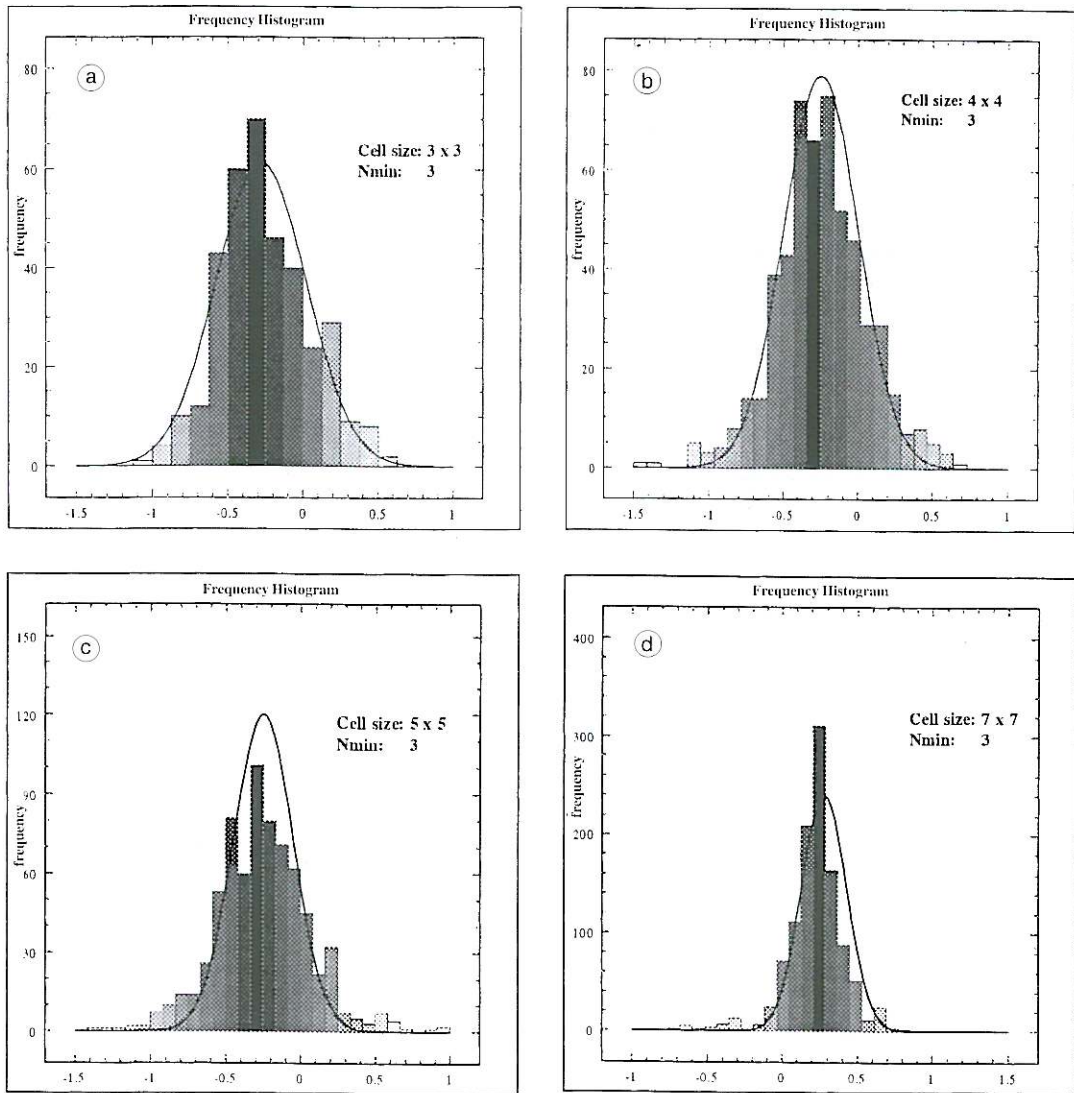 Frequency Histogram
a
Cell size: 3 x 3
Nmin: 3
frequency
80
60
40
20
0
-1.5 -1 -0.5 0 0.5 1
Frequency Histogram
b
Cell size: 4 x 4
Nmin: 3
frequency
80
60
40
20
0
-1.5 -1 -0.5 0 0.5 1
Frequency Histogram
c
Cell size: 5 x 5
Nmin: 3
frequency
150
120
90
60
30
0
-1.5 -1 -0.5 0 0.5 1
Frequency Histogram
d
Cell size: 7 x 7
Nmin: 3
frequency
400
300
200
100
0
-1 -0.5 0 0.5 1 1.5